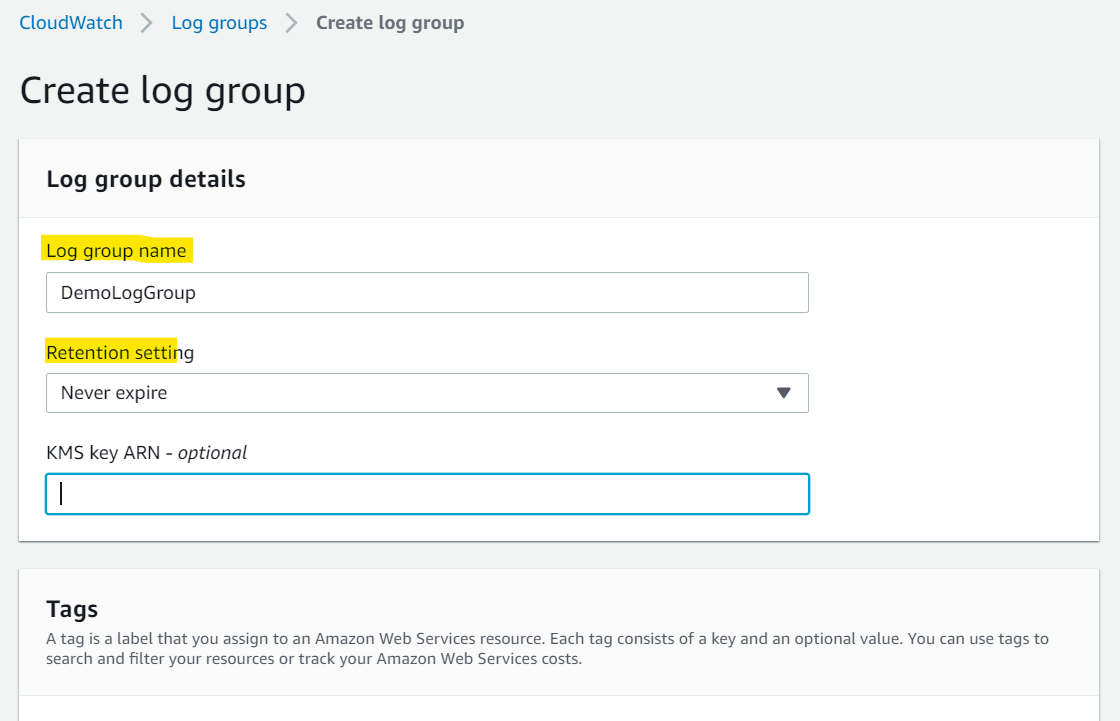 CloudWatch > Log groups > Create log group
Create log group
Log group details
Log group name
DemoLogGroup
Retention setting
Never expire
KMS key ARN - optional
Tags
A tag is a label that you assign to an Amazon Web Services resource. Each tag consists of a key and an optional value. You can use tags to
search and filter your resources or track your Amazon Web Services costs.